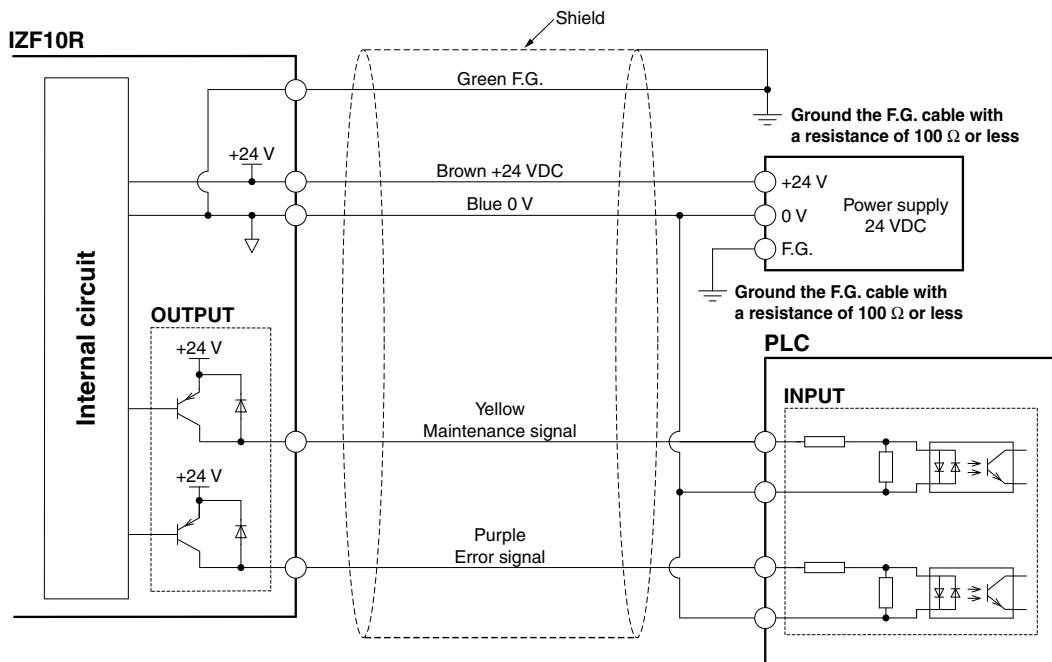 Shield
IZF10R
Green F.G.
Ground the F.G. cable with
a resistance of 100 Ω or less
+24 V
Brown +24 VDC
+24 V
Blue 0 V
0 V
Power supply
24 VDC
F.G.
Ground the F.G. cable with
a resistance of 100 Ω or less
Internal circuit
OUTPUT
+24 V
PLC
INPUT
Yellow
Maintenance signal
+24 V
Purple
Error signal